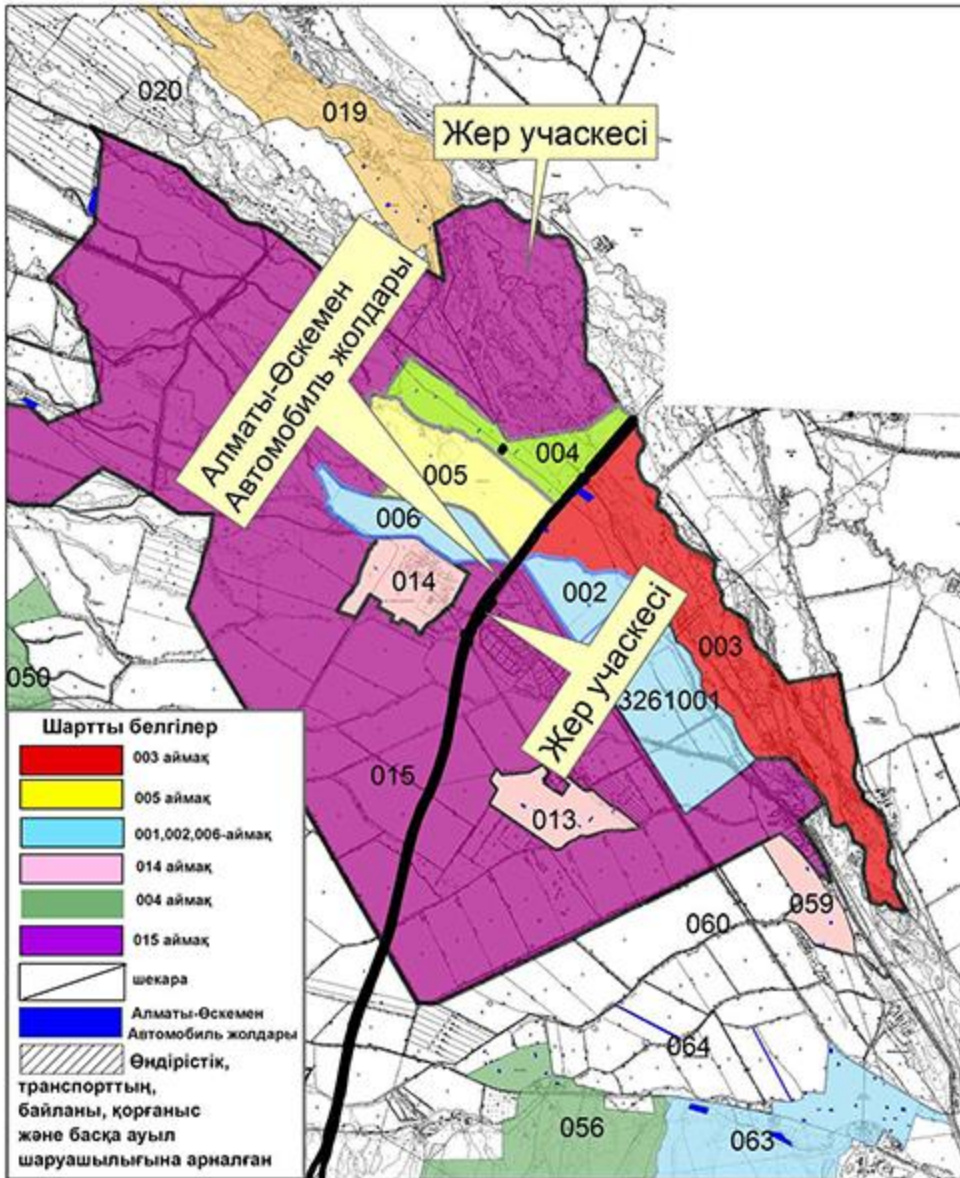 020
019
Жер учаскесі
Алматы-Өскемен
Автомобиль жолдары
004
005
006
014
002
003
Жер учаскесі
3261001
050
015
013
059
060
064
056
063
Шартты белгілер
003 аймақ
005 аймақ
001,002,006-аймақ
014 аймақ
004 аймақ
015 аймақ
шекара
Алматы-Өскемен
Автомобиль жолдары
Өндірістік,
транспорттың,
байланы, қорғаныс
және басқа ауыл
шаруашылығына арналған